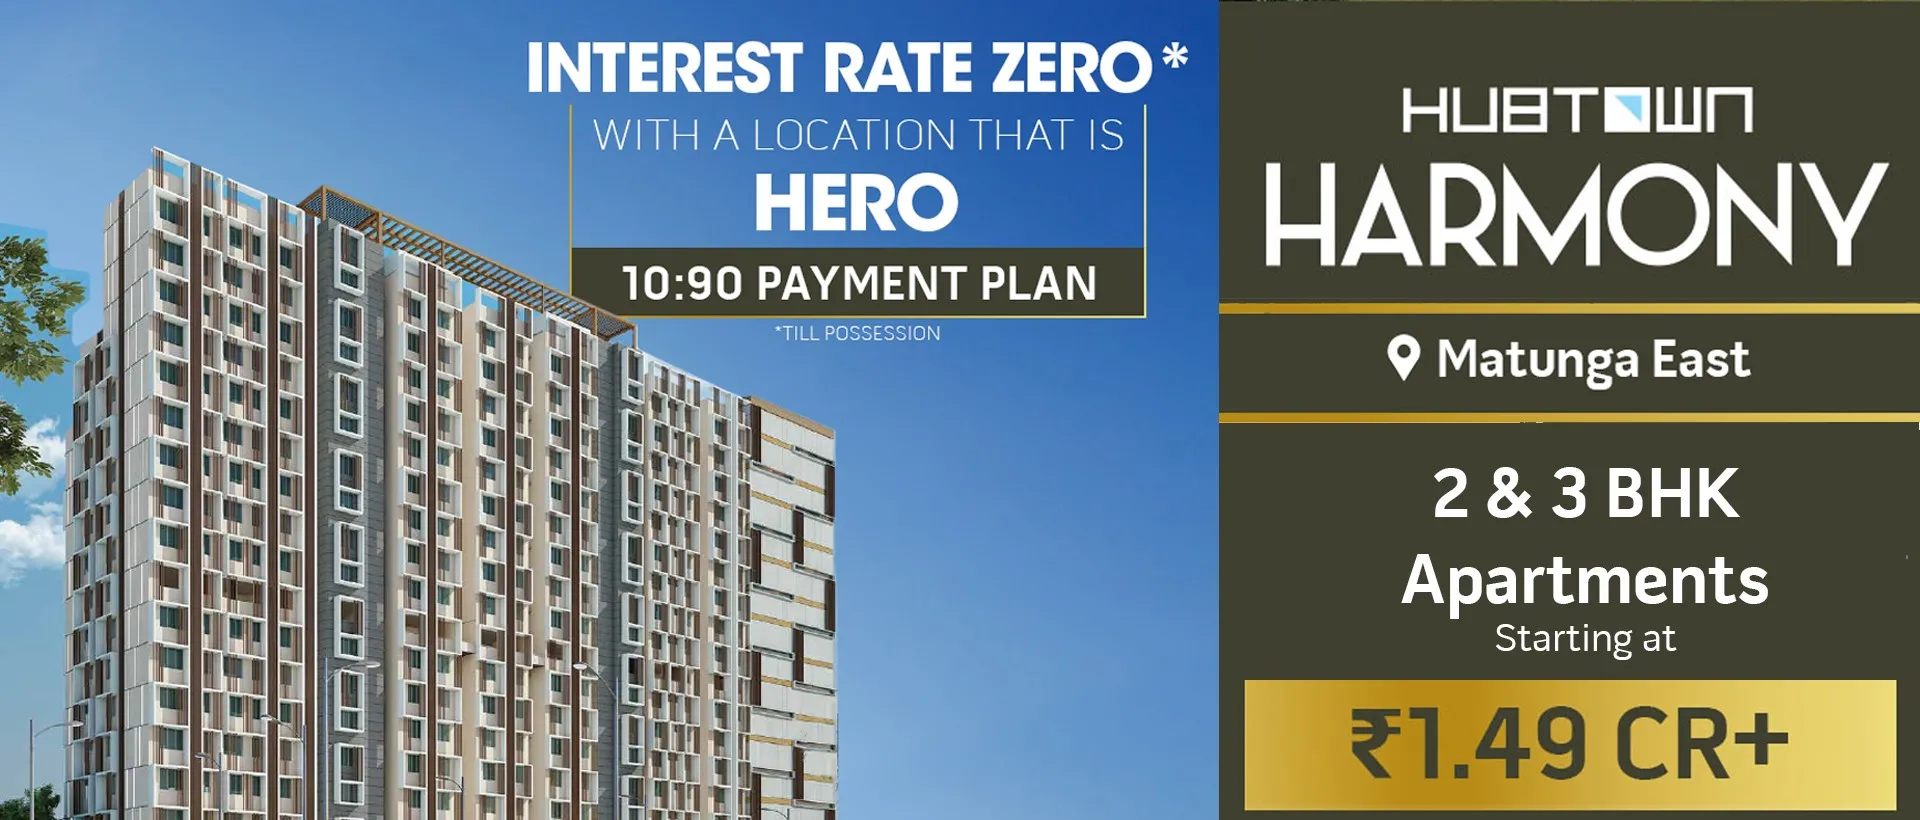 INTEREST RATE ZERO*
WITH A LOCATION THAT IS
HERO
10:90 PAYMENT PLAN
*TILL POSSESSION
HUBTOWN
HARMONY
Matunga East
2 & 3 BHK
Apartments
Starting at
₹1.49 CR+